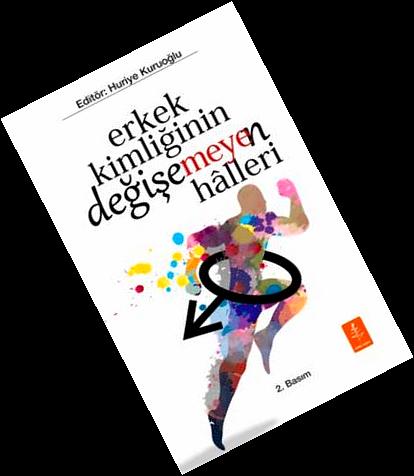 Editör: Huriye Kuruoğlu
erkek
kimliğinin
değişemeyen
hâlleri
2. Basım